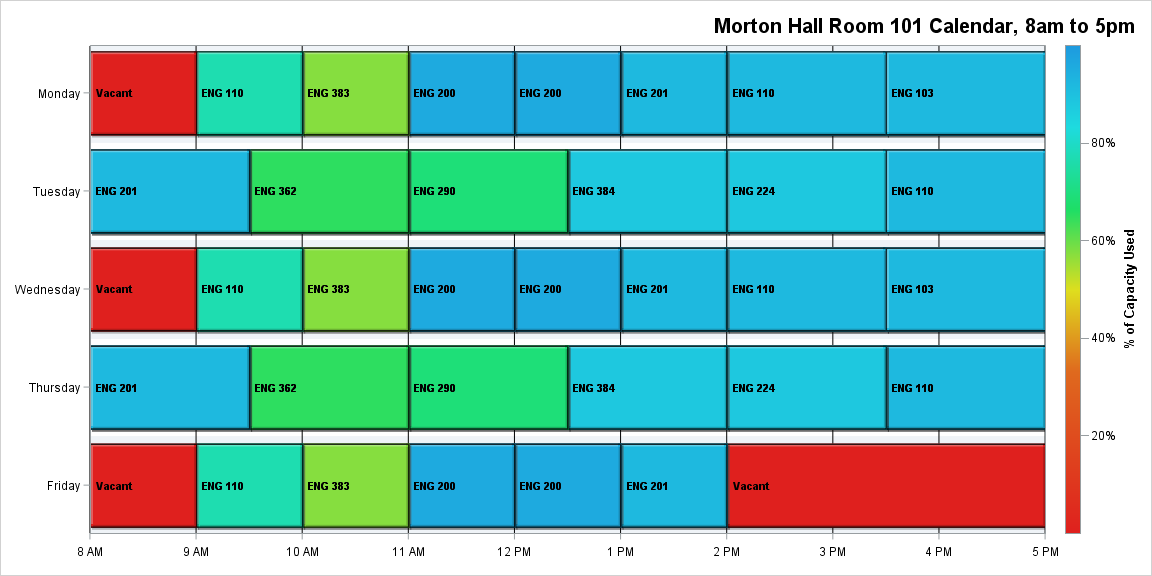 Morton Hall Room 101 Calendar, 8am to 5pm
Monday
Vacant
ENG 110
ENG 383
ENG 200
ENG 200
ENG 201
ENG 110
ENG 103
Tuesday
ENG 201
ENG 362
ENG 290
ENG 384
ENG 224
ENG 110
Wednesday
Vacant
ENG 110
ENG 383
ENG 200
ENG 200
ENG 201
ENG 110
ENG 103
Thursday
ENG 201
ENG 362
ENG 290
ENG 384
ENG 224
ENG 110
Friday
Vacant
ENG 110
ENG 383
ENG 200
ENG 200
ENG 201
Vacant
8 AM
9 AM
10 AM
11 AM
12 PM
1 PM
2 PM
3 PM
4 PM
5 PM
80%
60%
40%
20%
% of Capacity Used